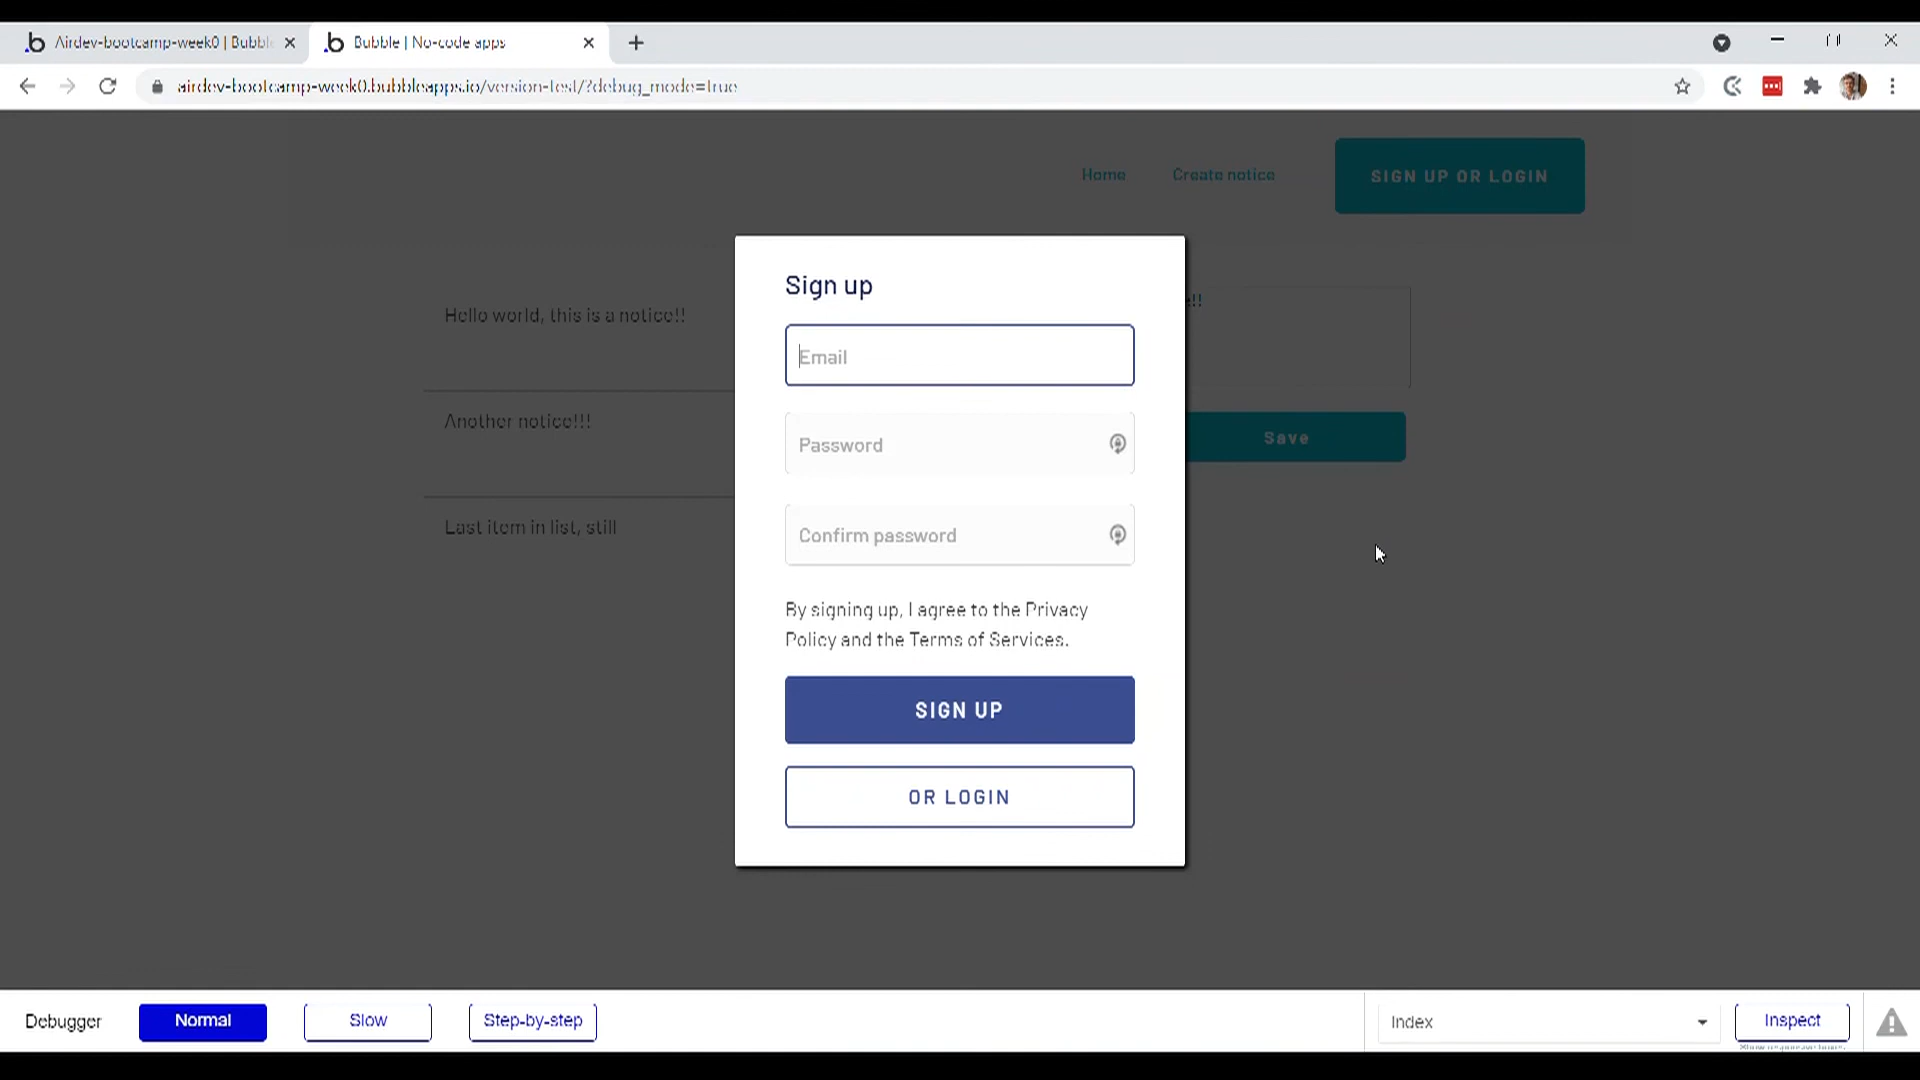 Airdev-bootcamp-week0 | Bubbl
Bubble | No-code apps
airdev-bootcamp-week0.bubbleapps.io/version-test/?debug_mode=true
Home
Create notice
SIGN UP OR LOGIN
Sign up
Hello world, this is a notice!!
!!
Email
Another notice!!!
Password
Save
Last item in list, still
Confirm password
By signing up, I agree to the Privacy
Policy and the Terms of Services.
SIGN UP
OR LOGIN
Debugger
Normal
Slow
Step-by-step
Index
Inspect